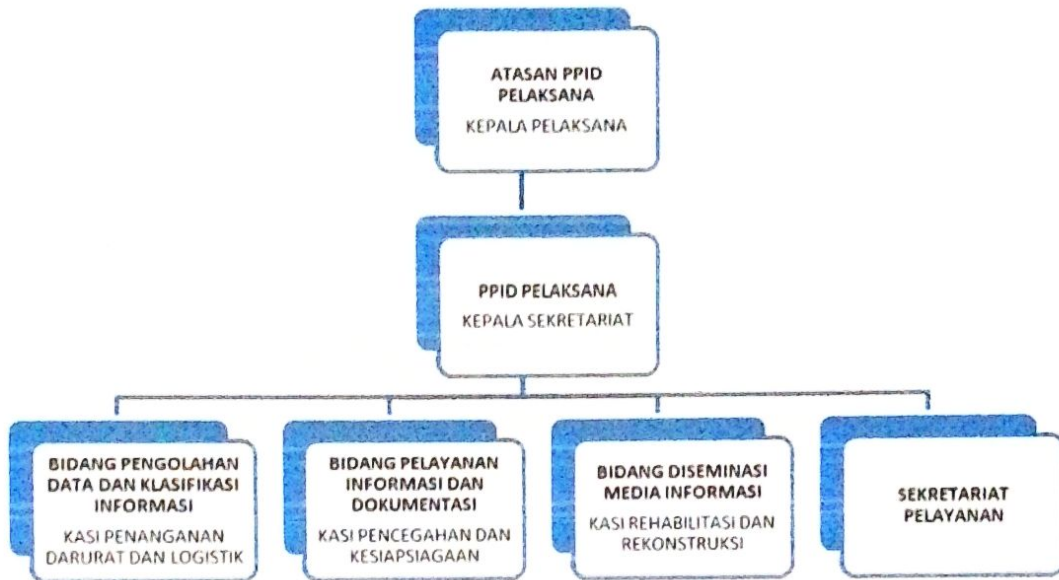 ATASAN PPID
PELAKSANA
KEPALA PELAKSANA
PPID PELAKSANA
KEPALA SEKRETARIAT
BIDANG PENGOLAHAN
DATA DAN KLASIFIKASI
INFORMASI
KASI PENANGANAN
DARURAT DAN LOGISTIK
BIDANG PELAYANAN
INFORMASI DAN
DOKUMENTASI
KASI PENCEGAHAN DAN
KESIAPSIAGAAN
BIDANG DISEMINASI
MEDIA INFORMASI
KASI REHABILITASI DAN
REKONSTRUKSI
SEKRETARIAT
PELAYANAN